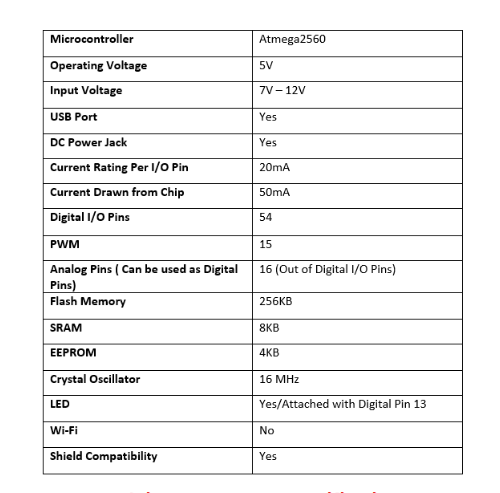 Microcontroller Atmega2560
Operating Voltage 5V
Input Voltage 7V – 12V
USB Port Yes
DC Power Jack Yes
Current Rating Per I/O Pin 20mA
Current Drawn from Chip 50mA
Digital I/O Pins 54
PWM 15
Analog Pins ( Can be used as Digital 16 (Out of Digital I/O Pins)
Pins)
Flash Memory 256KB
SRAM 8KB
EEPROM 4KB
Crystal Oscillator 16 MHz
LED Yes/Attached with Digital Pin 13
Wi-Fi No
Shield Compatibility Yes